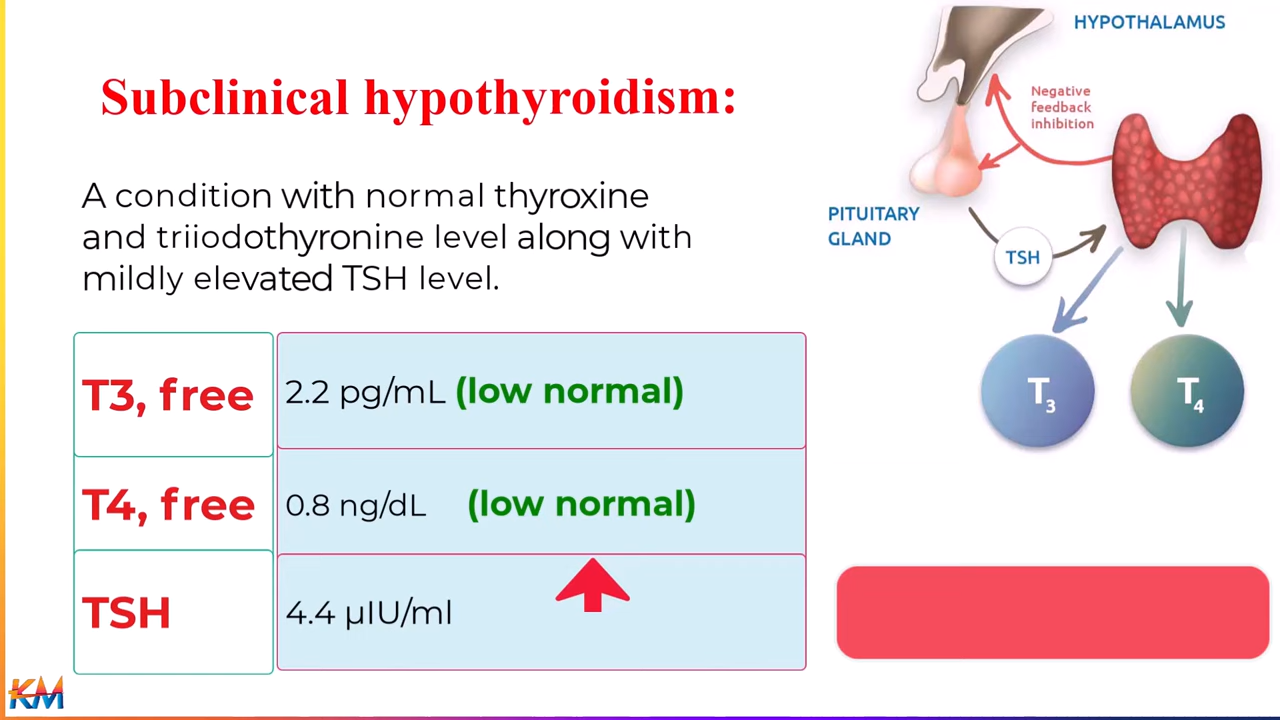 HYPOTHALAMUS
Subclinical hypothyroidism:
Negative
feedback
inhibition
A condition with normal thyroxine
and triiodothyronine level along with
mildly elevated TSH level.
PITUITARY
GLAND
TSH
T3, free 2.2 pg/mL (low normal)
T3
T4
T4, free 0.8 ng/dL (low normal)
TSH 4.4 µIU/ml
KM